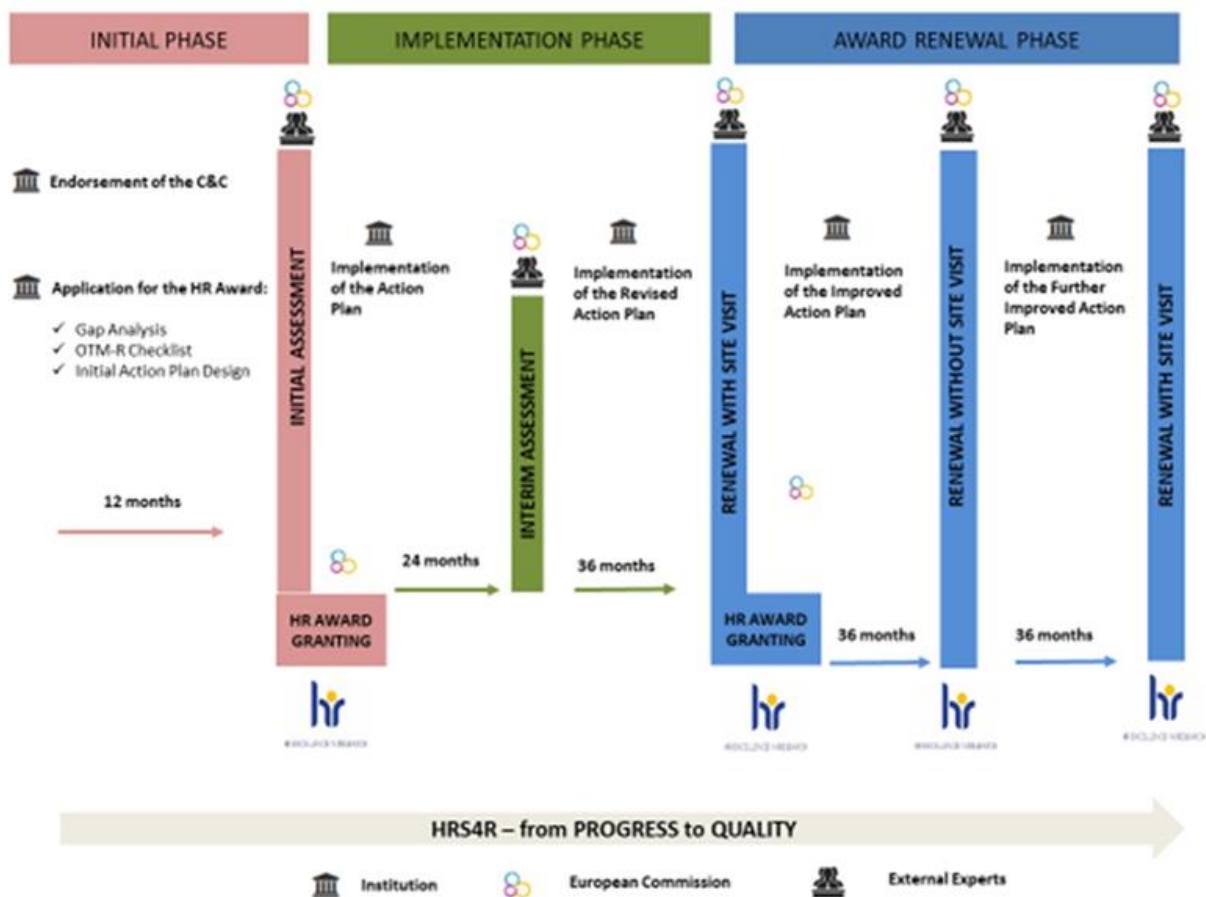 INITIAL PHASE
IMPLEMENTATION PHASE
AWARD RENEWAL PHASE
Endorsement of the C&C
Application for the HR Award:
✓ Gap Analysis
✓ OTM-R Checklist
✓ Initial Action Plan Design
12 months
INITIAL ASSESSMENT
HR AWARD
GRANTING
hr
Implementation
of the Action
Plan
24 months
INTERIM ASSESSMENT
Implementation
of the Revised
Action Plan
36 months
RENEWAL WITH SITE VISIT
HR AWARD
GRANTING
hr
Implementation
of the Improved
Action Plan
36 months
RENEWAL WITHOUT SITE VISIT
hr
Implementation
of the Further
Improved Action
Plan
36 months
RENEWAL WITH SITE VISIT
hr
HRS4R – from PROGRESS to QUALITY
Institution
European Commission
External Experts